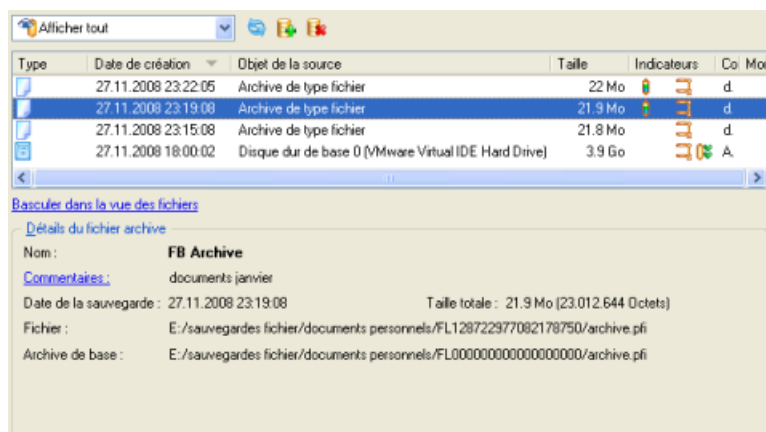 Afficher tout
Type Date de création Objet de la source Taille Indicateurs Co Mor
27.11.2008 23:22:05 Archive de type fichier 22 Mo d.
27.11.2008 23:19:08 Archive de type fichier 21.9 Mo d.
27.11.2008 23:15:08 Archive de type fichier 21.8 Mo d.
27.11.2008 18:00:02 Disque dur de base 0 (VMware Virtual IDE Hard Drive) 3.9 Go A.
Basculer dans la vue des fichiers
Détails du fichier archive
Nom : FB Archive
Commentaires : documents janvier
Date de la sauvegarde : 27.11.2008 23:19:08 Taille totale : 21.9 Mo (23.012.644 Octets)
Fichier : E:/sauvegardes fichier/documents personnels/FL128722977082178750/archive.pfi
Archive de base : E:/sauvegardes fichier/documents personnels/FL000000000000000000/archive.pfi